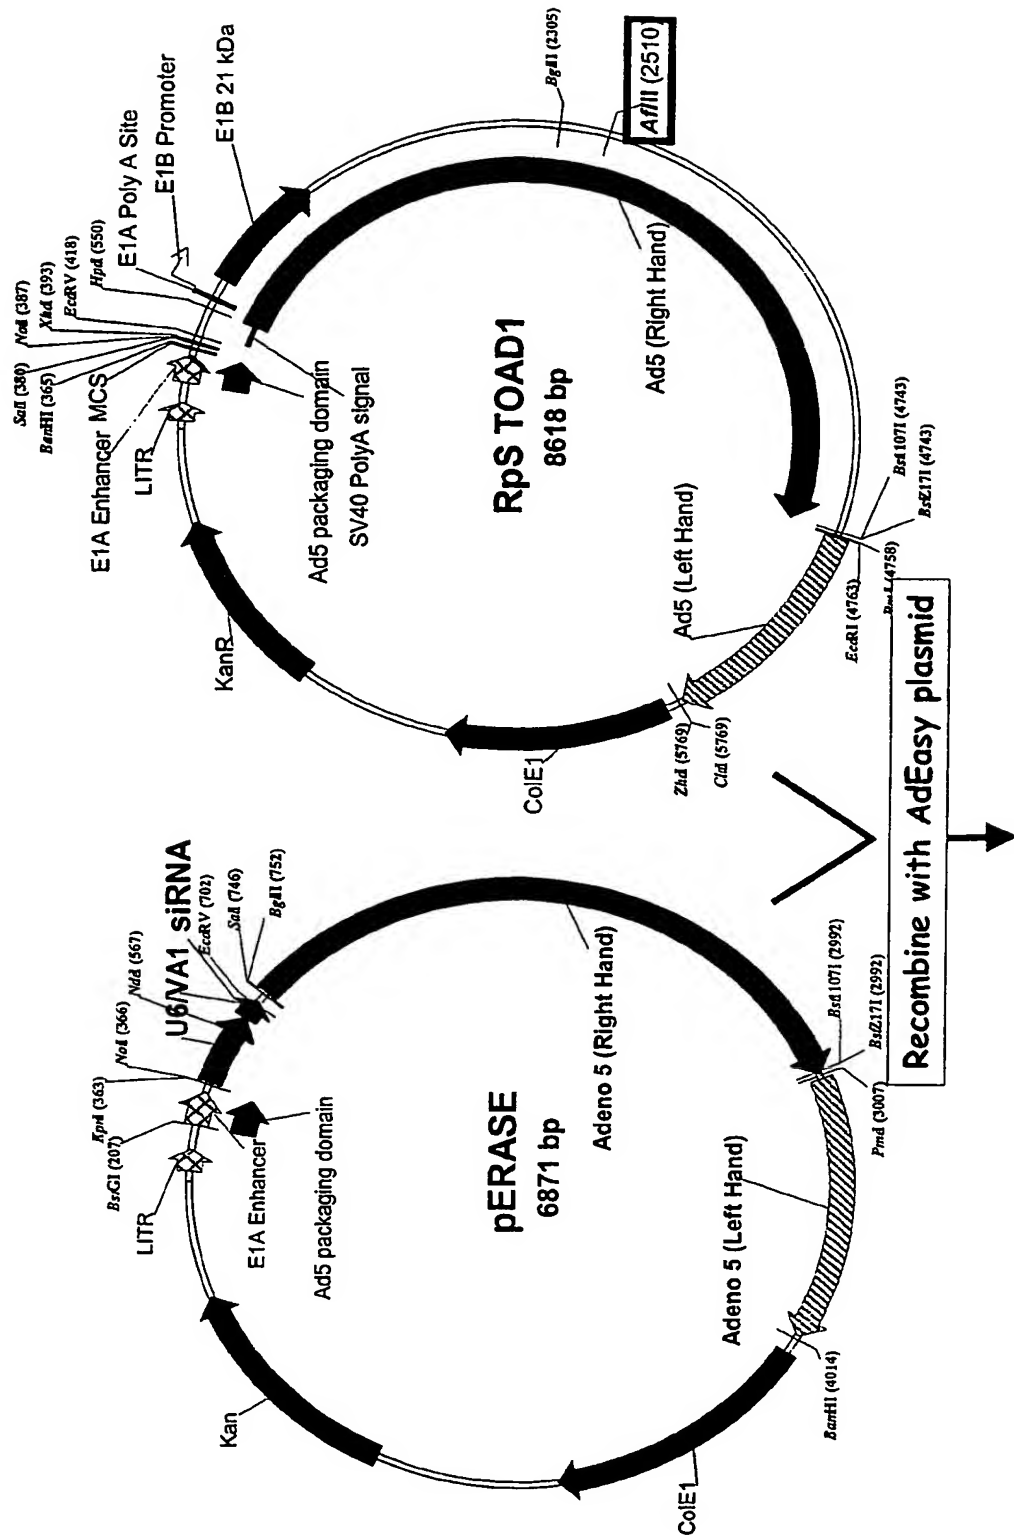 LITR
BsrGI (207)
KpnI (363)
NotI (366)
NdeI (567)
U6/VA1 siRNA
EcoRV (702)
SalI (746)
BglII (752)
E1A Enhancer
Ad5 packaging domain
Kan
pERASE
6871 bp
Adeno 5 (Right Hand)
Adeno 5 (Left Hand)
Bst1107I (2992)
BstZ17I (2992)
PmeI (3007)
BamHI (4014)
ColE1
SalI (380)
BamHI (365)
NotI (387)
XhoI (393)
EcoRV (418)
HpaI (550)
E1A Enhancer
MCS
LITR
E1A Poly A Site
E1B Promoter
E1B 21 kDa
Ad5 packaging domain
SV40 PolyA signal
KanR
RpS TOAD1
8618 bp
BglII (2305)
AflII (2510)
Ad5 (Right Hand)
Ad5 (Left Hand)
Bst1107I (4743)
BstZ17I (4743)
(4758)
EcoRI (4763)
(5769)
ClaI (5769)
ColE1
Recombine with AdEasy plasmid